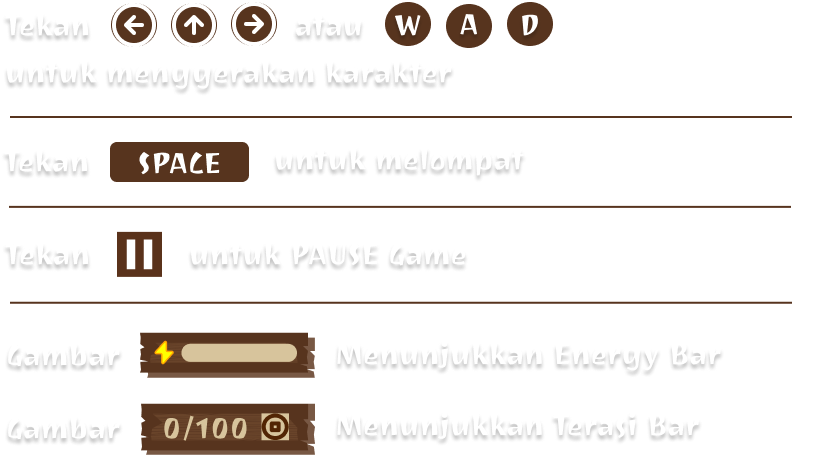 Tekan atau W A D
untuk menggerakan karakter
Tekan SPACE untuk melompat
Tekan untuk PAUSE Game
Gambar Menunjukkan Energy Bar
Gambar 0/100 Menunjukkan Terasi Bar